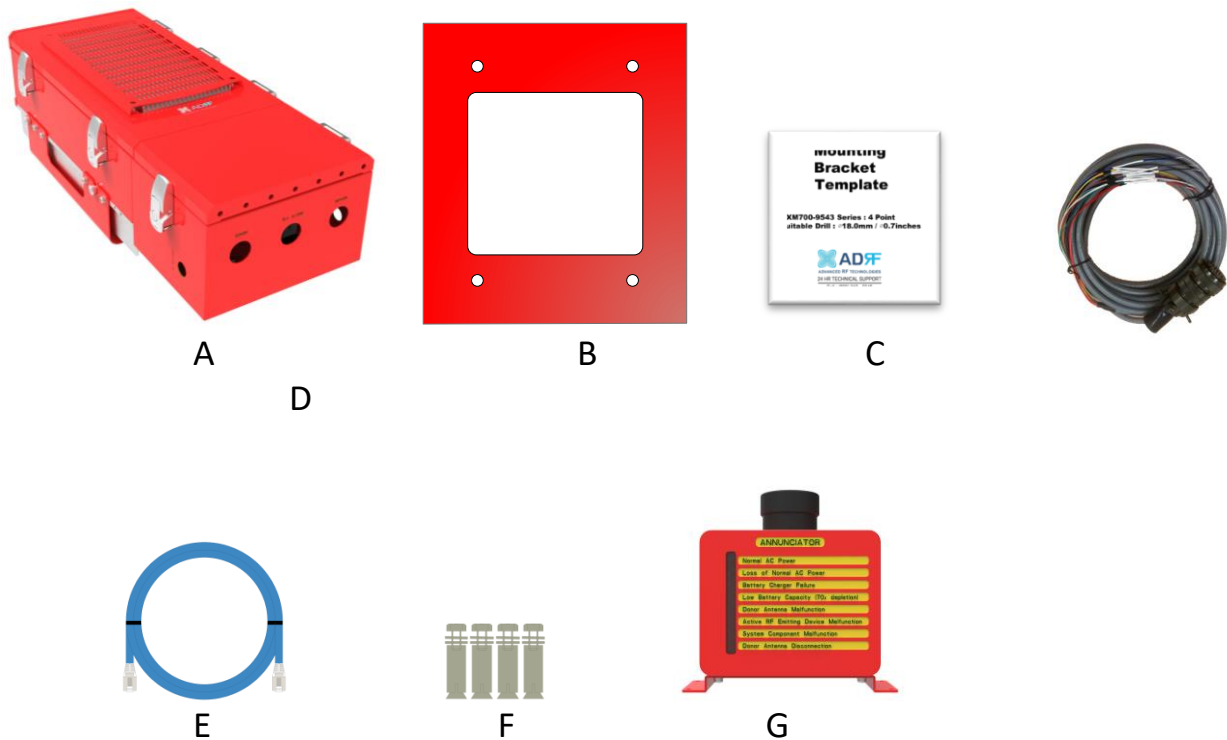 ADRF
A
B
Mounting
Bracket
Template
XM700-9543 Series : 4 Point
uitable Drill : ⌀18.0mm / ⌀0.7inches
ADRF
ADVANCED RF TECHNOLOGIES
24 HR TECHNICAL SUPPORT
C
D
E
F
ANNUNCIATOR
Normal AC Power
Loss of Normal AC Power
Battery Charger Failure
Low Battery Capacity (70% depletion)
Donor Antenna Malfunction
Active RF Emitting Device Malfunction
System Component Malfunction
Donor Antenna Disconnection
G